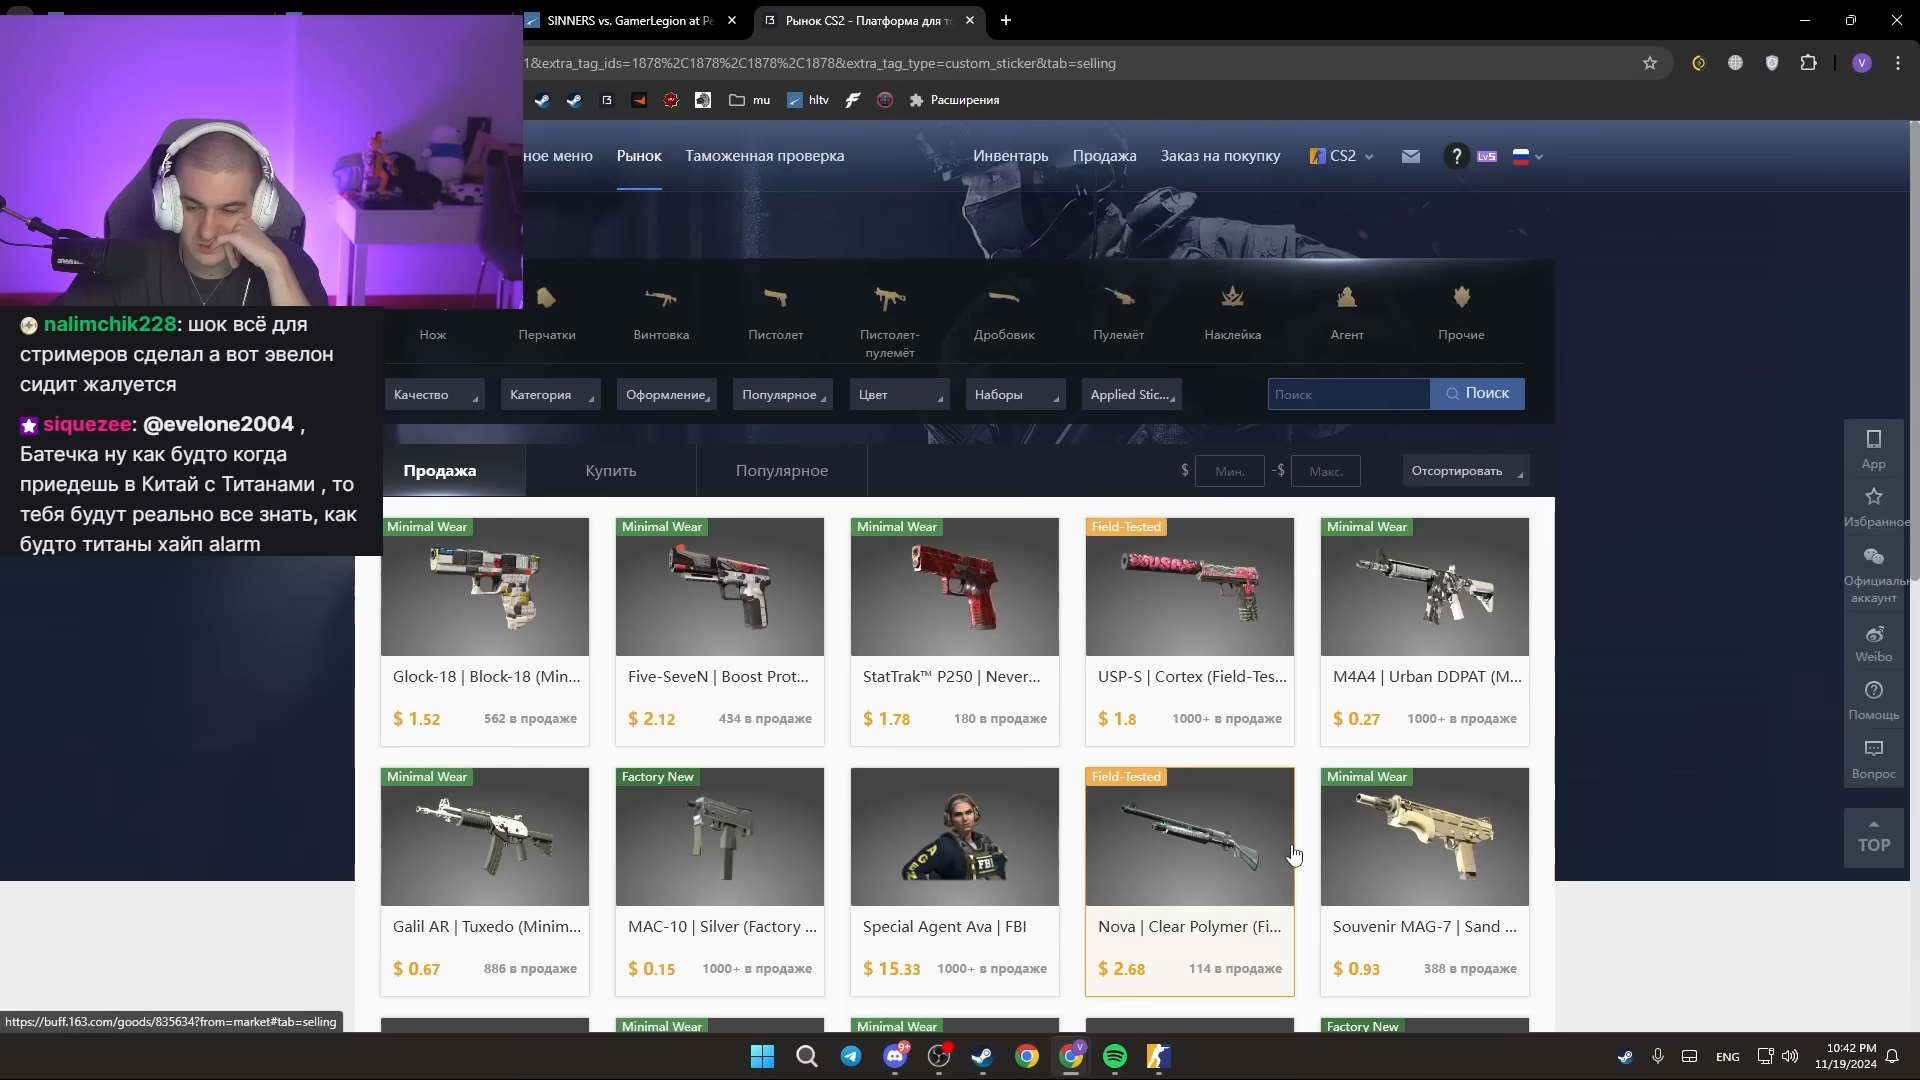 SINNERS vs. GamerLegion at Pe
Рынок CS2 - Платформа для то
1&extra_tag_ids=1878%2C1878%2C1878%2C1878&extra_tag_type=custom_sticker&tab=selling
V
mu
hltv
Расширения
ное меню
Рынок
Таможенная проверка
Инвентарь
Продажа
Заказ на покупку
CS2
?
Lv5
Нож
Перчатки
Винтовка
Пистолет
Пистолет-
пулемёт
Дробовик
Пулемёт
Наклейка
Агент
Прочие
nalimchik228: шок всё для
стримеров сделал а вот эвелон
сидит жалуется
siquezee: @evelone2004 ,
Батечка ну как будто когда
приедешь в Китай с Титанами , то
тебя будут реально все знать, как
будто титаны хайп alarm
Качество
Категория
Оформление
Популярное
Цвет
Наборы
Applied Stic...
Поиск
Поиск
Продажа
Купить
Популярное
$ Мин. -$ Макс.
Отсортировать
App
Избранное
Официаль
аккаунт
Weibo
Помощь
Вопрос
TOP
Minimal Wear
Glock-18 | Block-18 (Min...
$ 1.52 562 в продаже
Minimal Wear
Five-SeveN | Boost Prot...
$ 2.12 434 в продаже
Minimal Wear
StatTrak™ P250 | Never...
$ 1.78 180 в продаже
Field-Tested
USP-S | Cortex (Field-Tes...
$ 1.8 1000+ в продаже
Minimal Wear
M4A4 | Urban DDPAT (M...
$ 0.27 1000+ в продаже
Minimal Wear
Galil AR | Tuxedo (Minim...
$ 0.67 886 в продаже
Factory New
MAC-10 | Silver (Factory ...
$ 0.15 1000+ в продаже
FBI
Special Agent Ava | FBI
$ 15.33 1000+ в продаже
Field-Tested
Nova | Clear Polymer (Fi...
$ 2.68 114 в продаже
Minimal Wear
Souvenir MAG-7 | Sand ...
$ 0.93 388 в продаже
Minimal Wear
Minimal Wear
Factory New
https://buff.163.com/goods/835634?from=market#tab=selling
9+
V
ENG
10:42 PM
11/19/2024